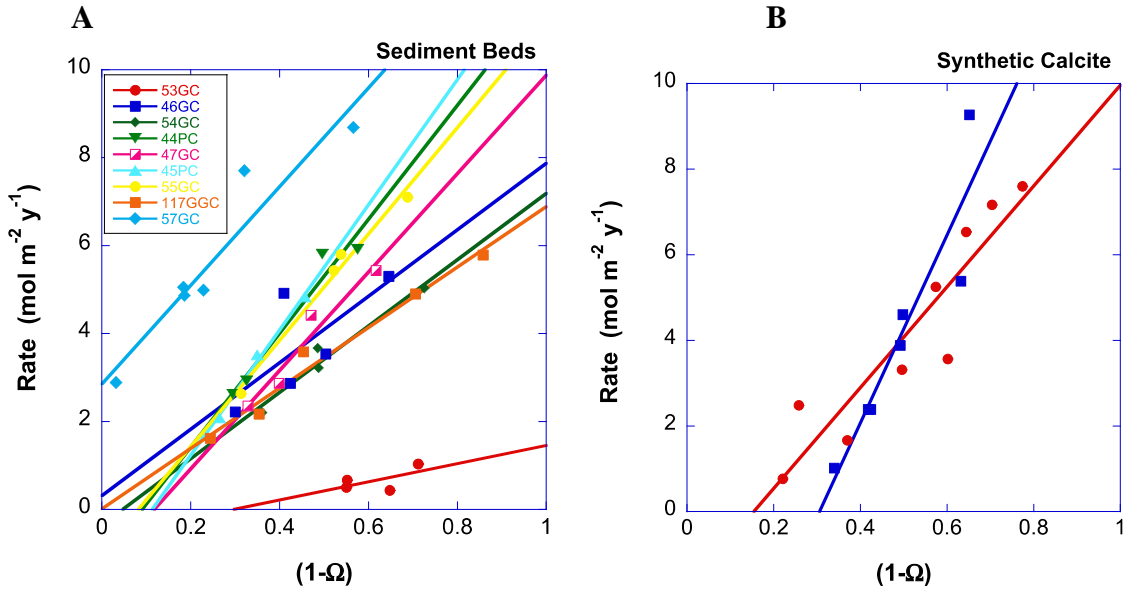 A
B
Sediment Beds
Synthetic Calcite
53GC
46GC
54GC
44PC
47GC
45PC
55GC
117GGC
57GC
Rate (mol m⁻² y⁻¹)
10
8
6
4
2
0
0
0.2
0.4
0.6
0.8
1
(1-Ω)
Rate (mol m⁻² y⁻¹)
10
8
6
4
2
0
0
0.2
0.4
0.6
0.8
1
(1-Ω)